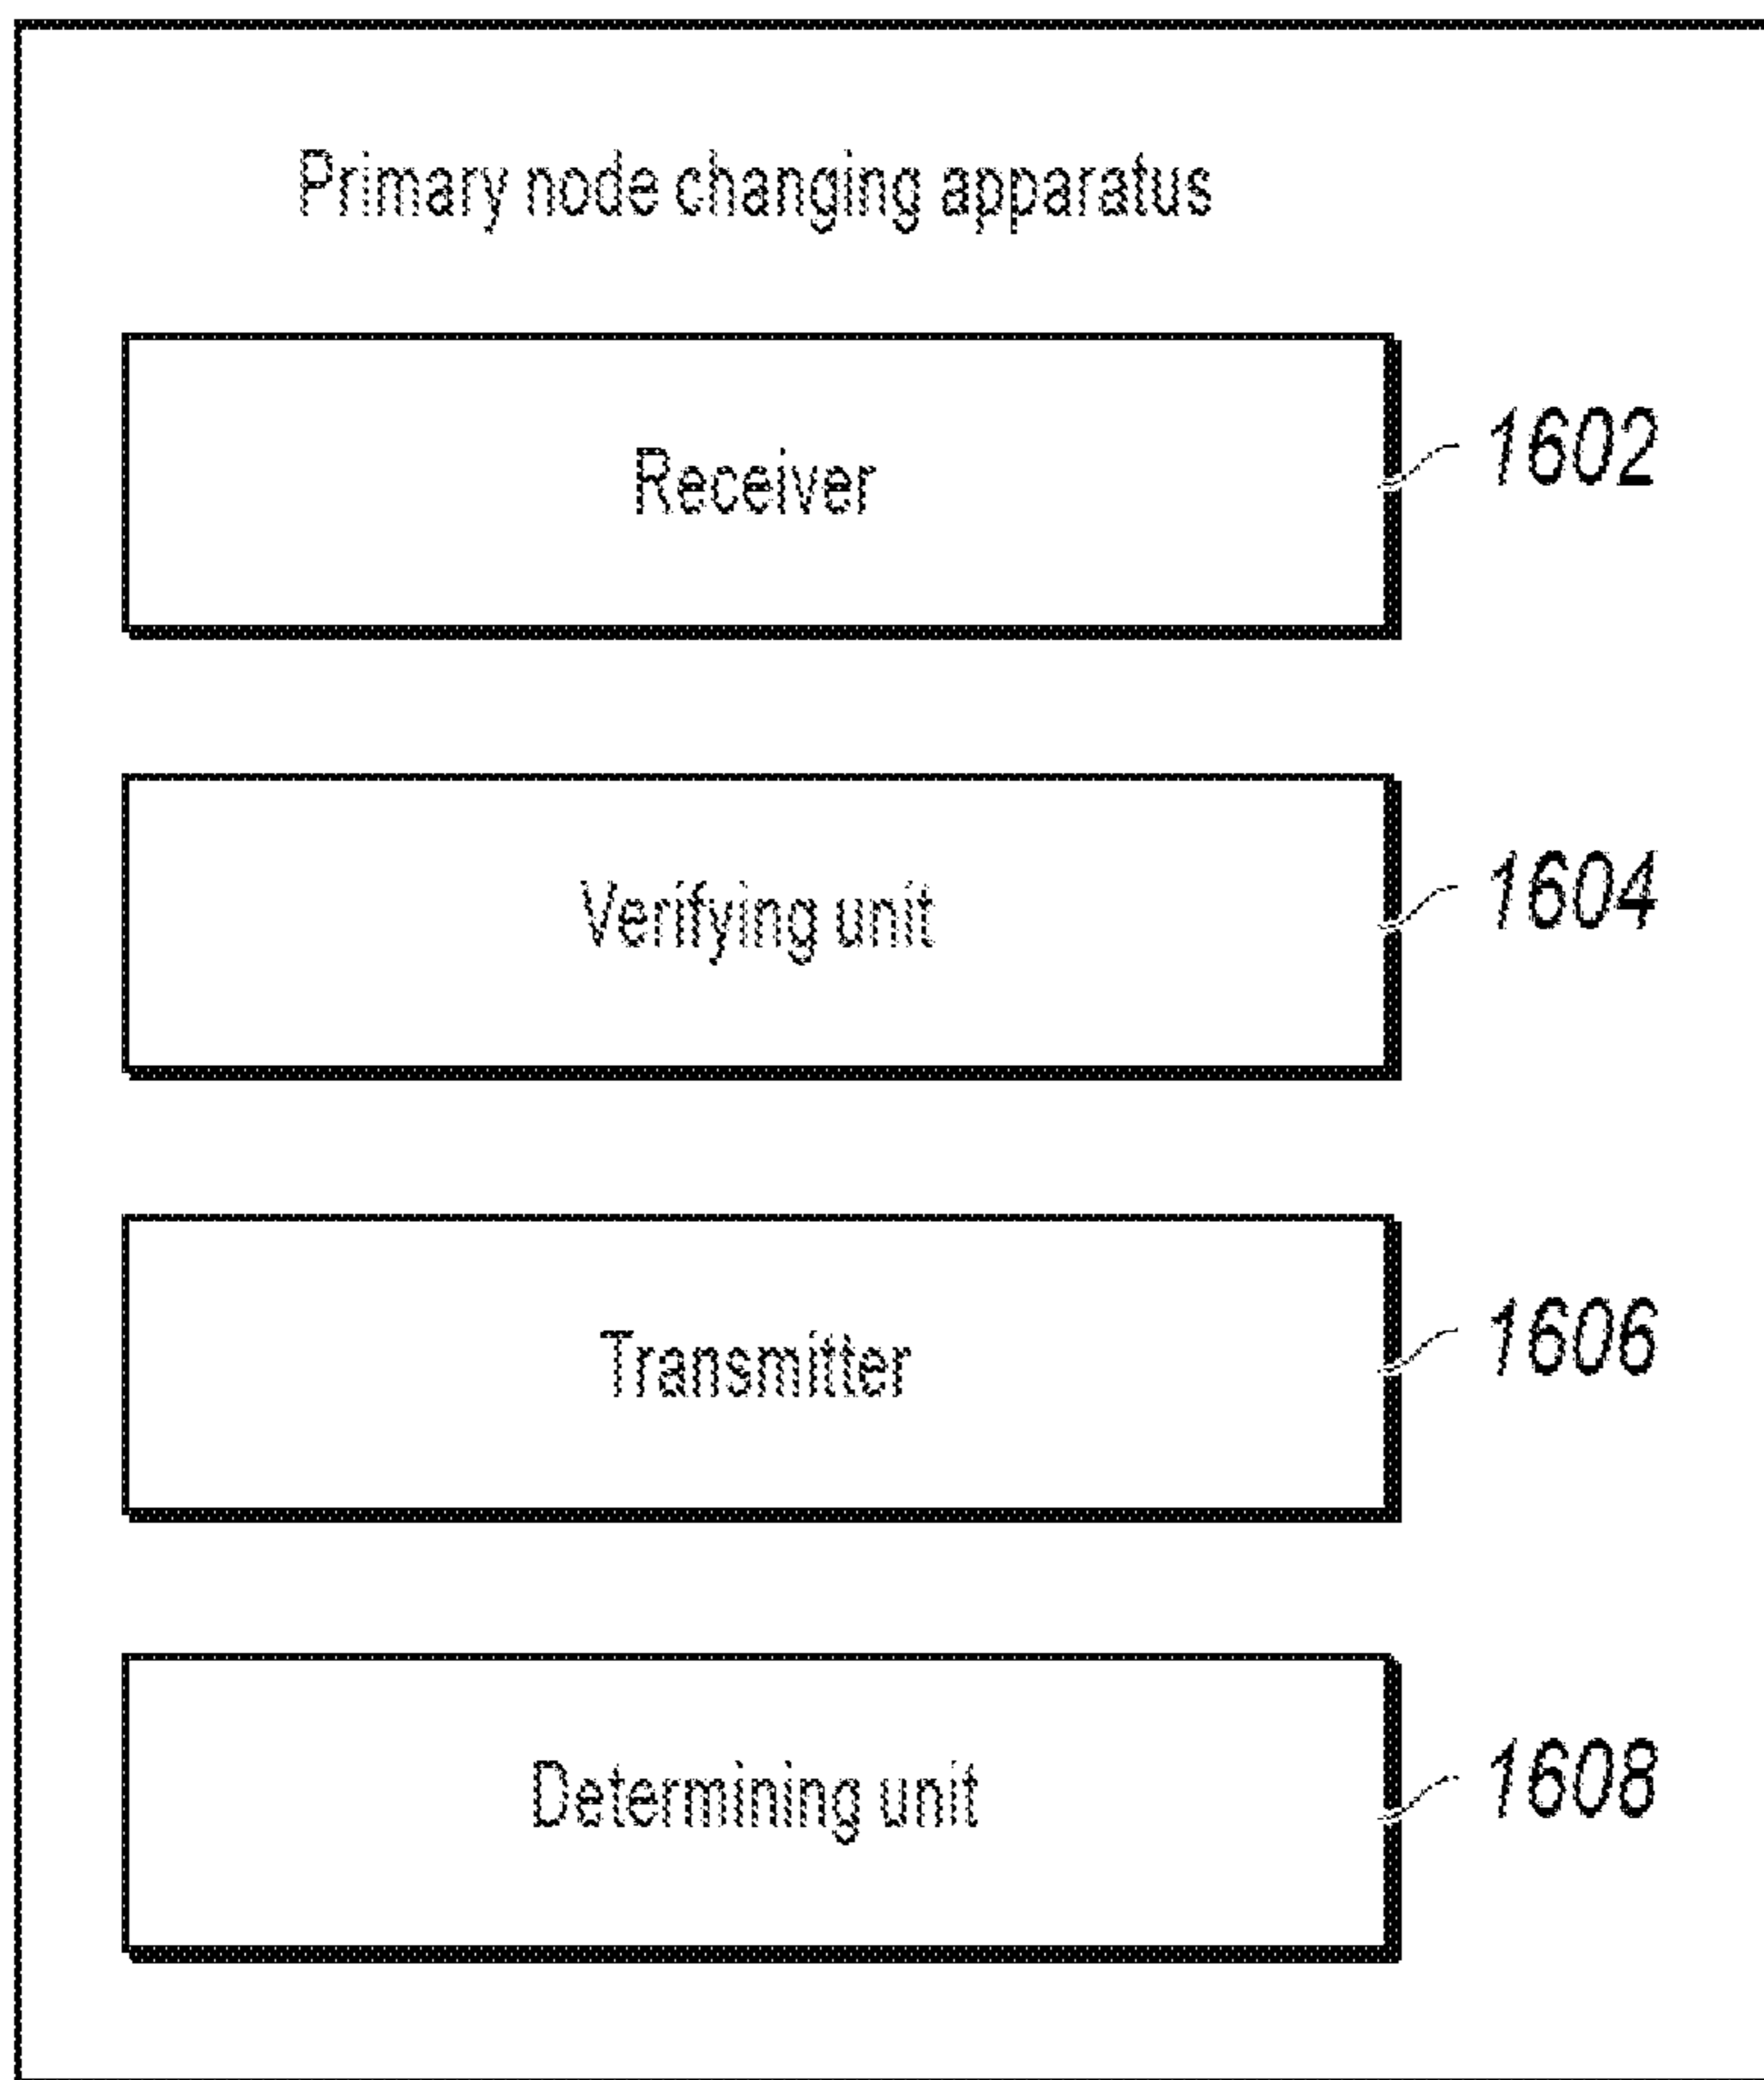 Primary node changing apparatus
Receiver
1602
Verifying unit
1604
Transmitter
1606
Determining unit
1608